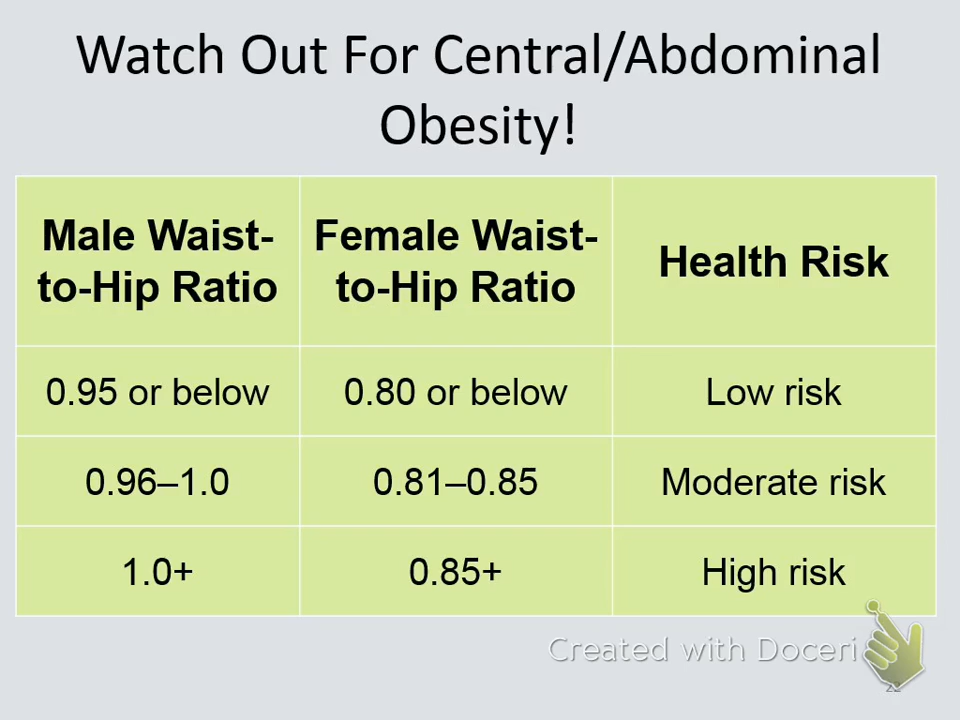 Watch Out For Central/Abdominal
Obesity!
Male Waist-
to-Hip Ratio
Female Waist-
to-Hip Ratio
Health Risk
0.95 or below
0.80 or below
Low risk
0.96–1.0
0.81–0.85
Moderate risk
1.0+
0.85+
High risk
Created with Doceri
22